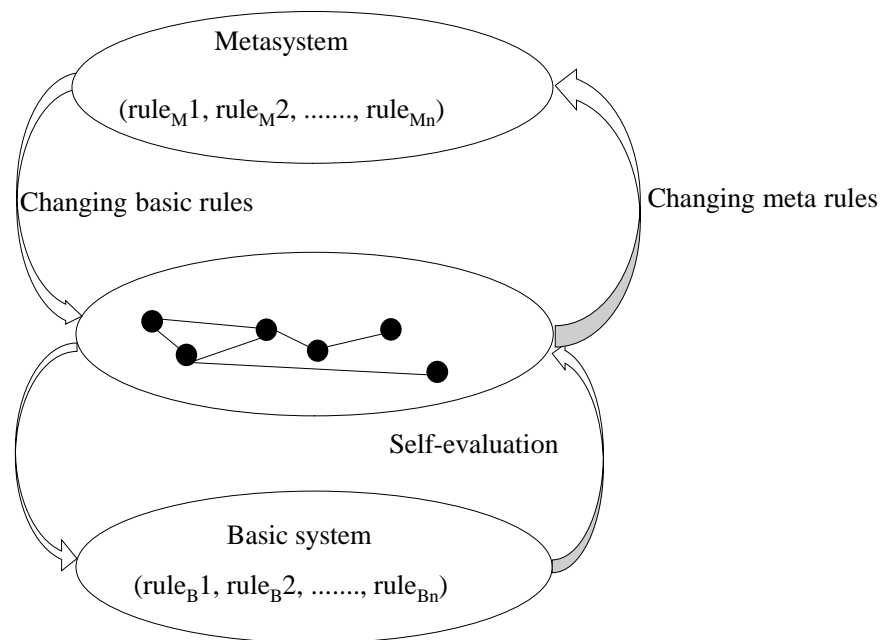 Metasystem
(rule_M1, rule_M2, ......., rule_Mn)
Changing basic rules
Changing meta rules
Self-evaluation
Basic system
(rule_B1, rule_B2, ......., rule_Bn)